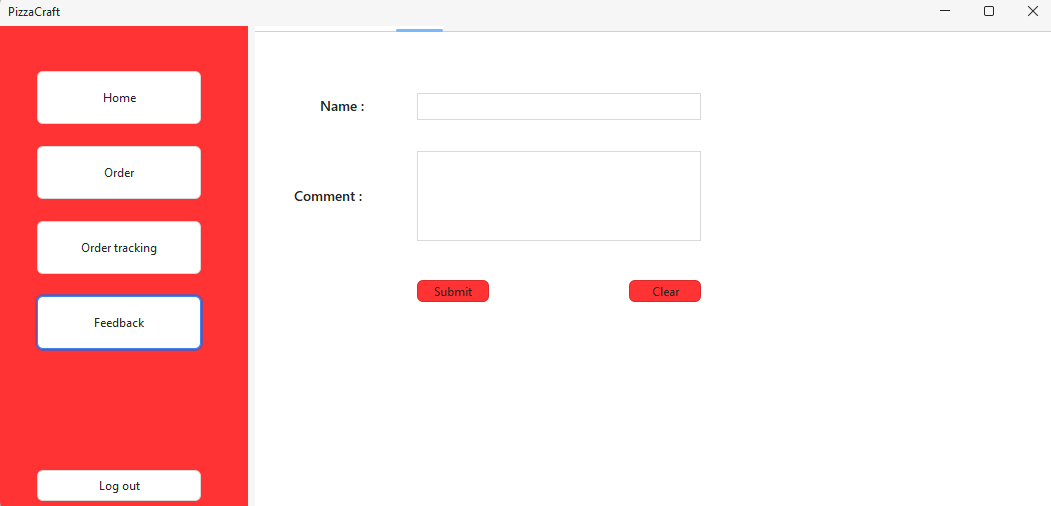 PizzaCraft
Home
Order
Order tracking
Feedback
Log out
Name :
Comment :
Submit
Clear